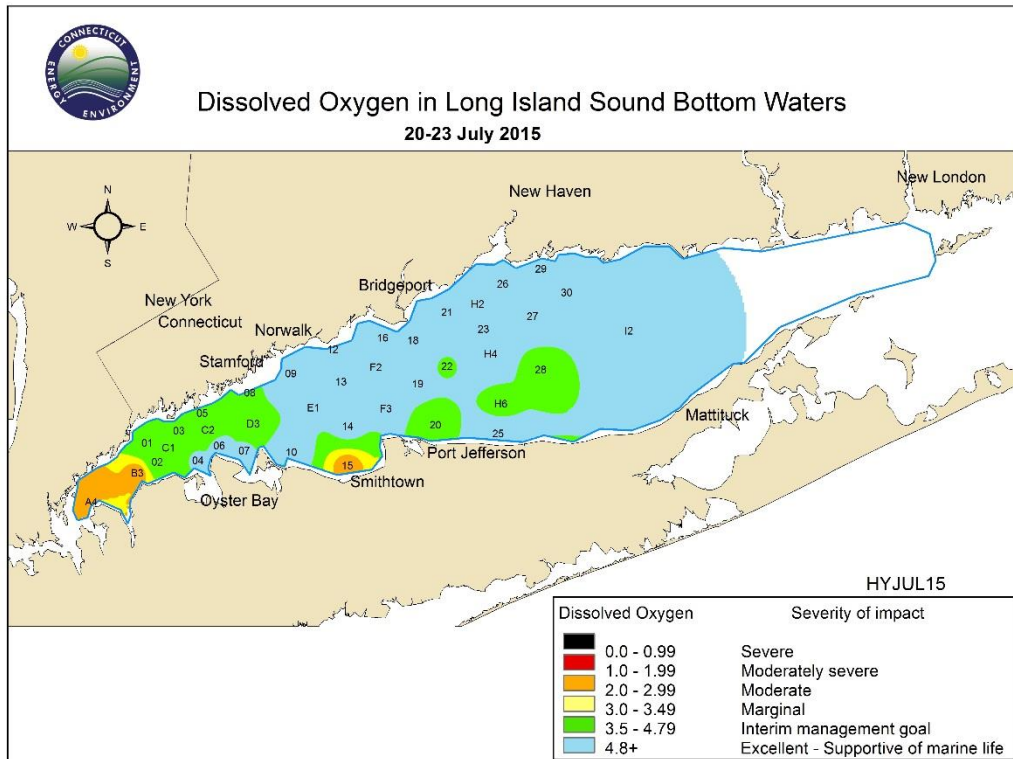 CONNECTICUT
ENERGY
ENVIRONMENT
Dissolved Oxygen in Long Island Sound Bottom Waters
20-23 July 2015
New London
New Haven
N
W E
S
29
26
30
Bridgeport
H2
21
27
New York
Connecticut
23
I2
Norwalk
16
18
12
H4
Stamford
22
28
09
F2
13
19
08
H6
E1
F3
05
Mattituck
D3
14
20
25
03
C2
01
C1
06
07
10
Port Jefferson
02
04
15
B3
Smithtown
A4
Oyster Bay
HYJUL15
Dissolved Oxygen Severity of impact
0.0 - 0.99 Severe
1.0 - 1.99 Moderately severe
2.0 - 2.99 Moderate
3.0 - 3.49 Marginal
3.5 - 4.79 Interim management goal
4.8+ Excellent - Supportive of marine life